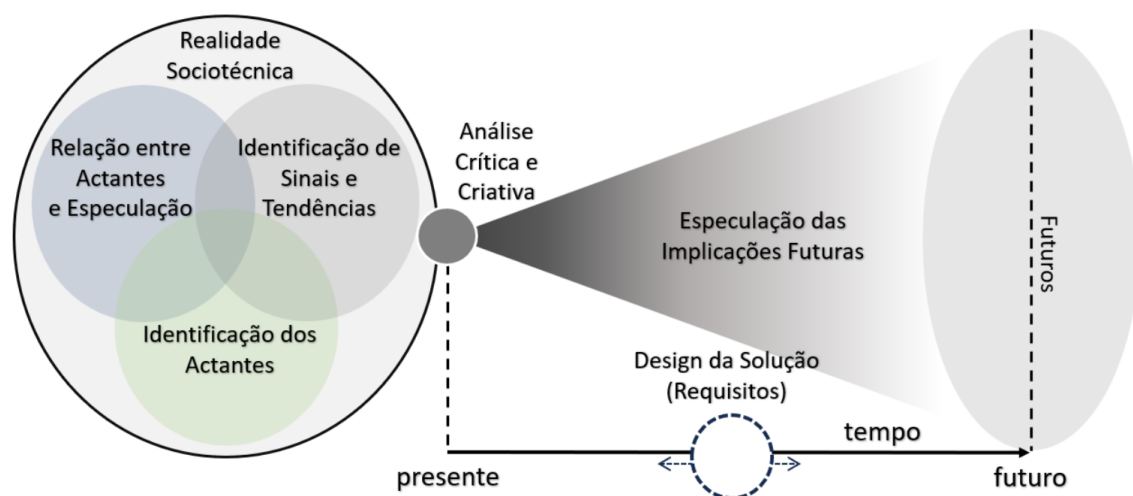 Realidade
Sociotécnica
Relação entre
Actantes
e Especulação
Identificação de
Sinais e
Tendências
Identificação dos
Actantes
Análise
Crítica e
Criativa
Especulação das
Implicações Futuras
Futuros
Design da Solução
(Requisitos)
tempo
presente
futuro